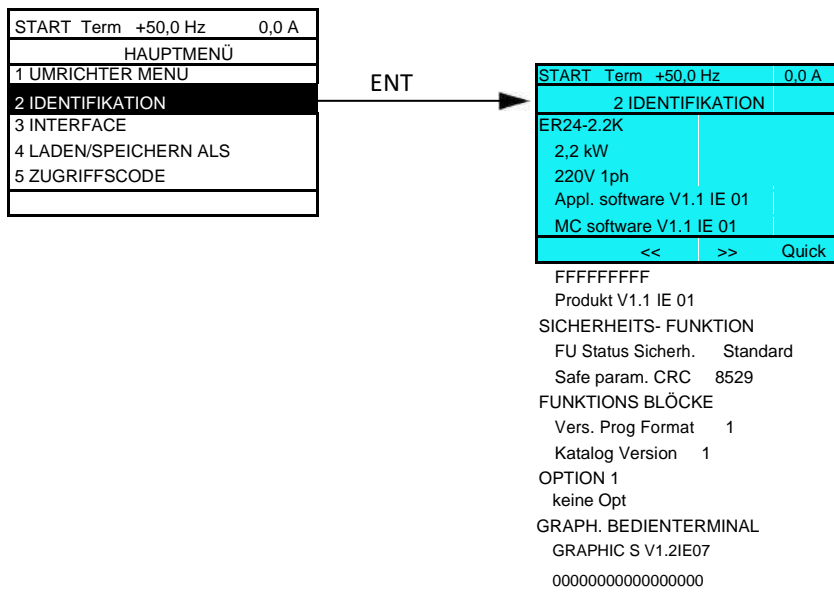 START Term +50,0 Hz 0,0 A
HAUPTMENÜ
1 UMRICHTER MENU
2 IDENTIFIKATION
3 INTERFACE
4 LADEN/SPEICHERN ALS
5 ZUGRIFFSCODE
ENT
START Term +50,0 Hz 0,0 A
2 IDENTIFIKATION
ER24-2.2K
2,2 kW
220V 1ph
Appl. software V1.1 IE 01
MC software V1.1 IE 01
<< >> Quick
FFFFFFFFF
Produkt V1.1 IE 01
SICHERHEITS- FUNKTION
FU Status Sicherh. Standard
Safe param. CRC 8529
FUNKTIONS BLÖCKE
Vers. Prog Format 1
Katalog Version 1
OPTION 1
keine Opt
GRAPH. BEDIENTERMINAL
GRAPHIC S V1.2IE07
00000000000000000